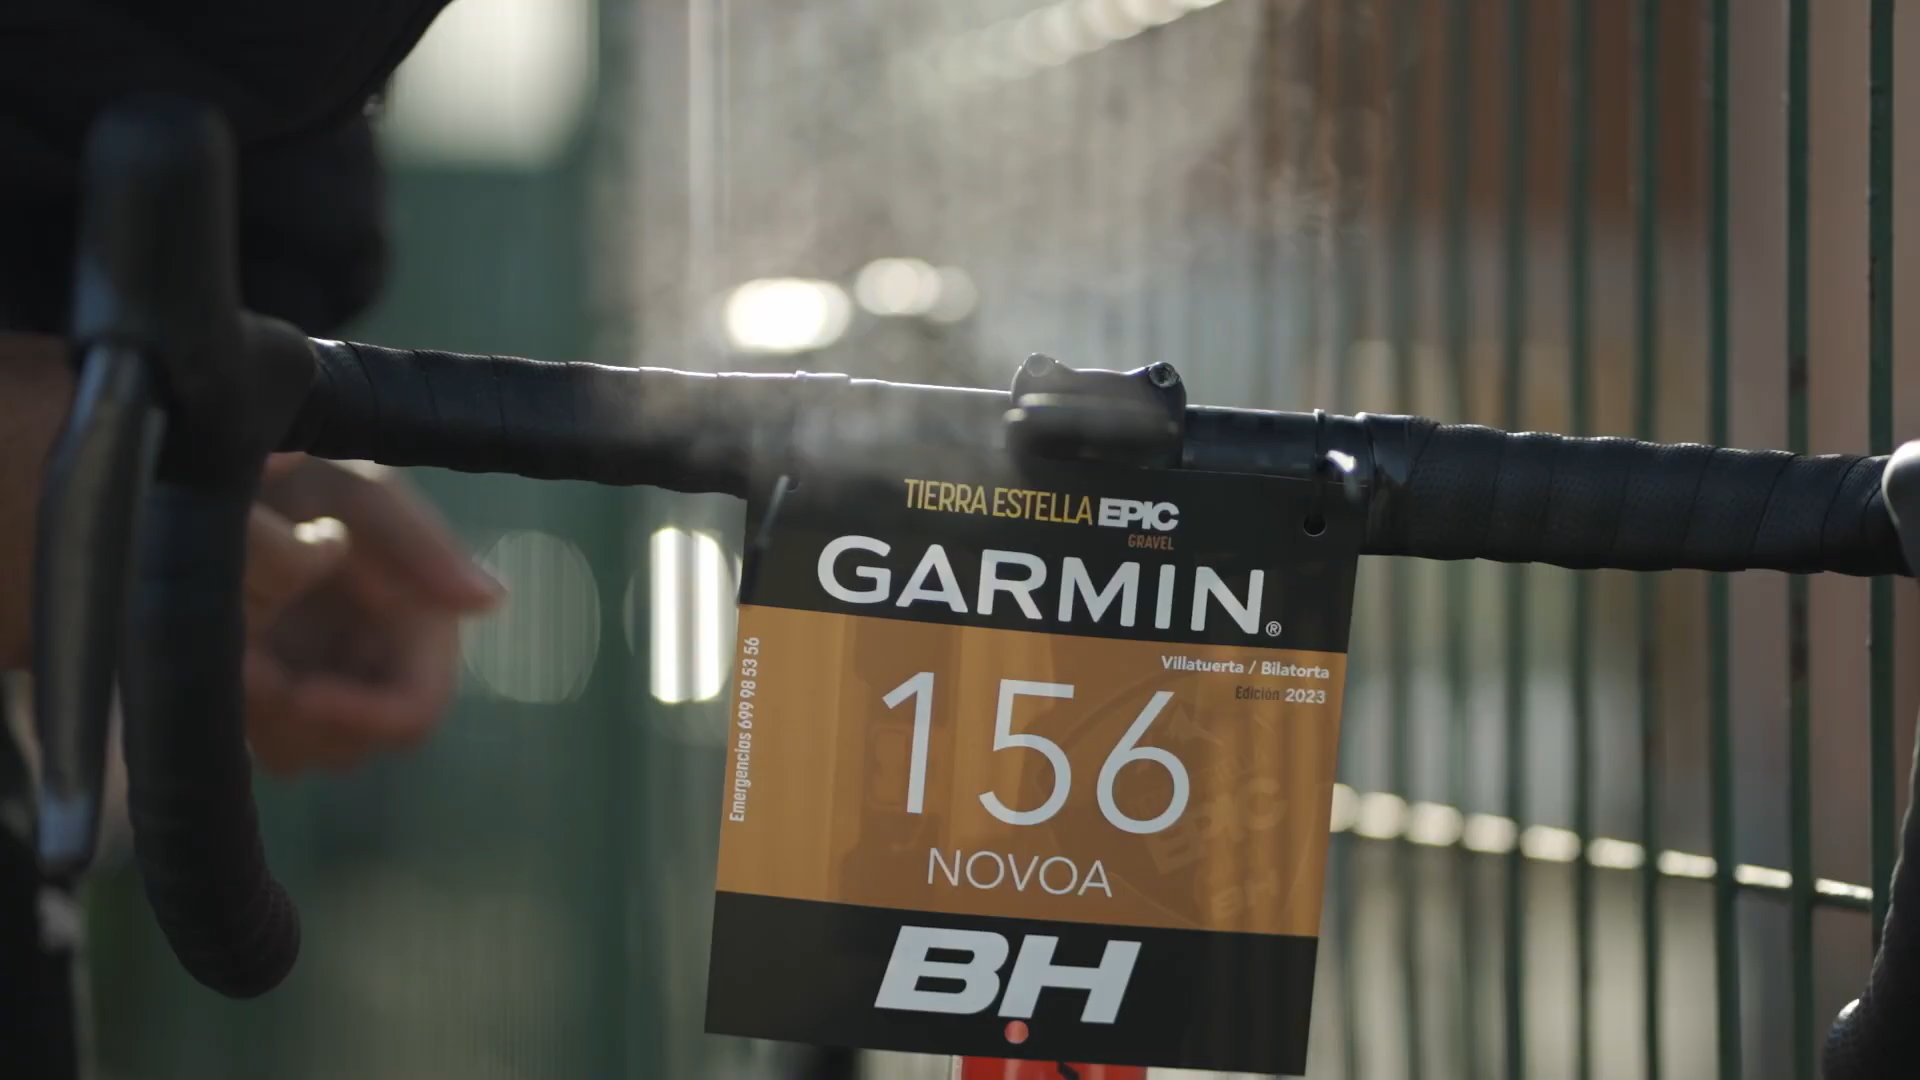 TIERRA ESTELLA EPIC
GRAVEL
GARMIN®
Villatuerta / Bilatorta
Edición 2023
Emergencias 699 98 53 56
156
NOVOA
BH